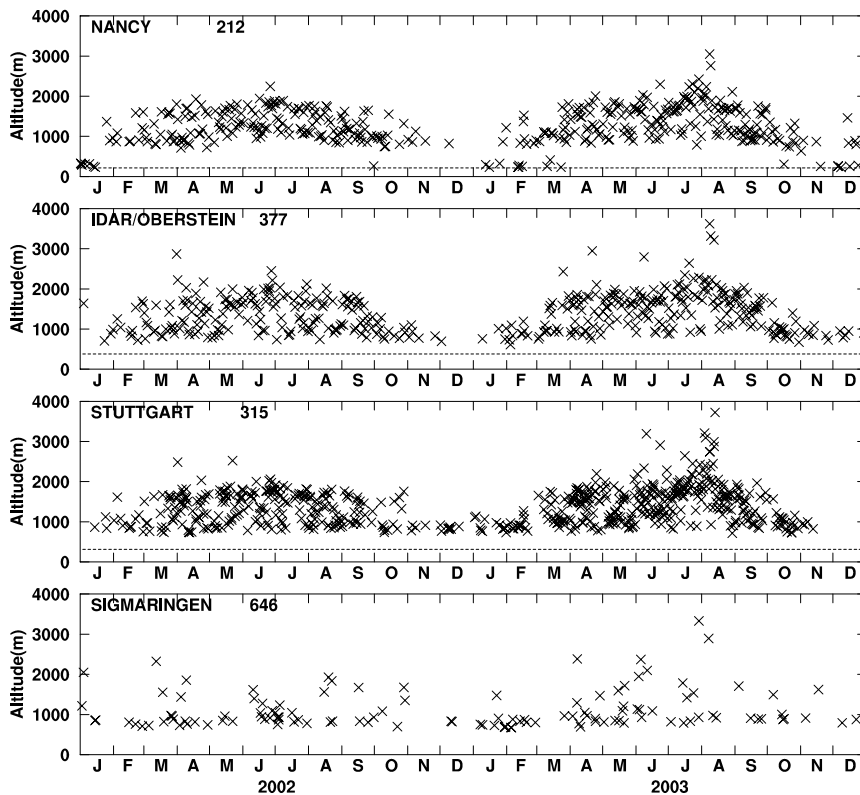 4000
NANCY 212
3000
2000
1000
0
Altitude(m)
J F M A M J J A S O N D J F M A M J J A S O N D
4000
IDAR/OBERSTEIN 377
3000
2000
1000
0
Altitude(m)
J F M A M J J A S O N D J F M A M J J A S O N D
4000
STUTTGART 315
3000
2000
1000
0
Altitude(m)
J F M A M J J A S O N D J F M A M J J A S O N D
4000
SIGMARINGEN 646
3000
2000
1000
0
Altitude(m)
J F M A M J J A S O N D J F M A M J J A S O N D
2002 2003